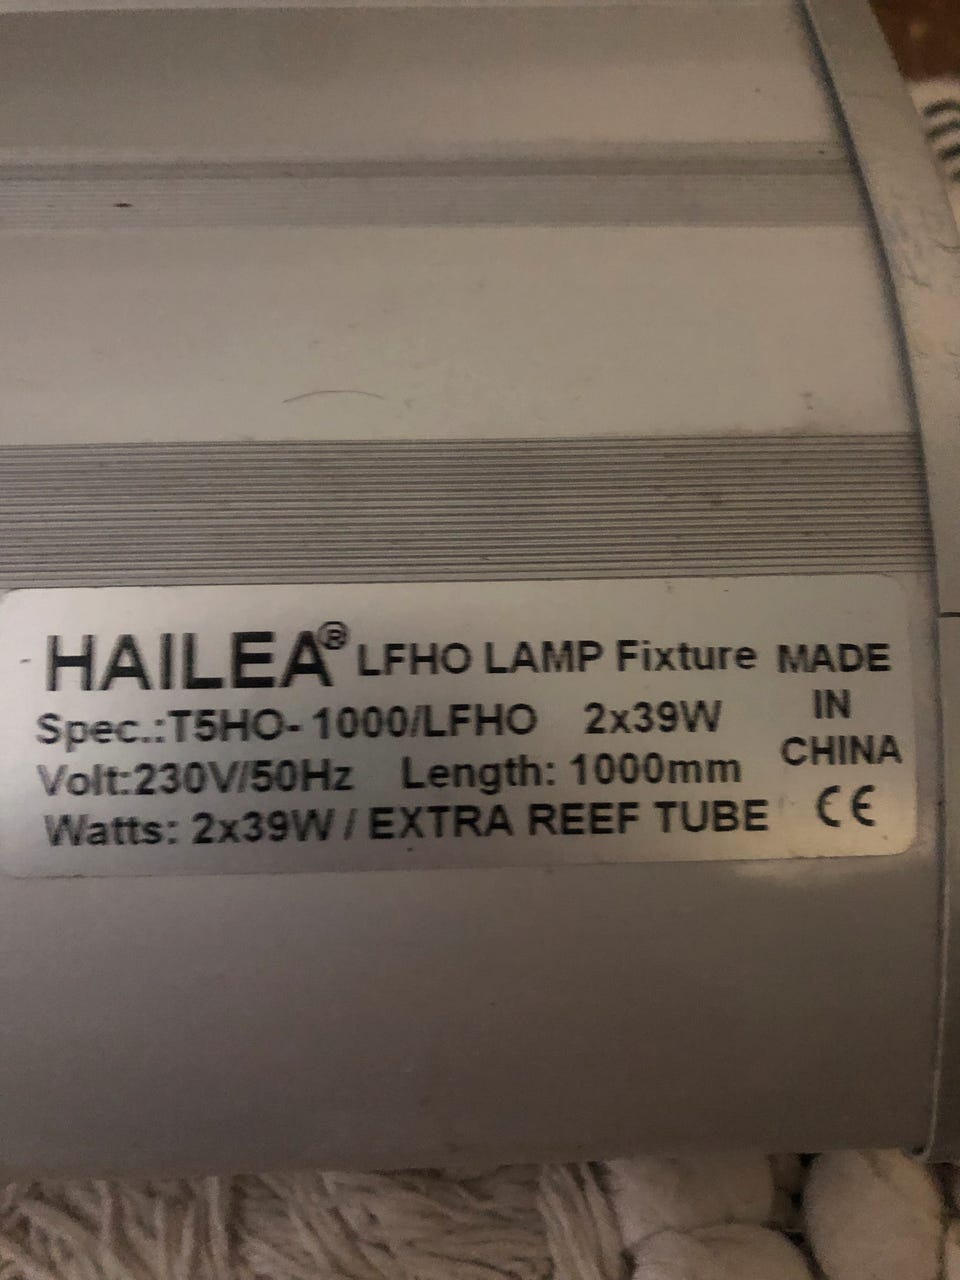 HAILEA® LFHO LAMP Fixture MADE
Spec.:T5HO-1000/LFHO 2x39W IN
Volt:230V/50Hz Length: 1000mm CHINA
Watts: 2x39W / EXTRA REEF TUBE CE